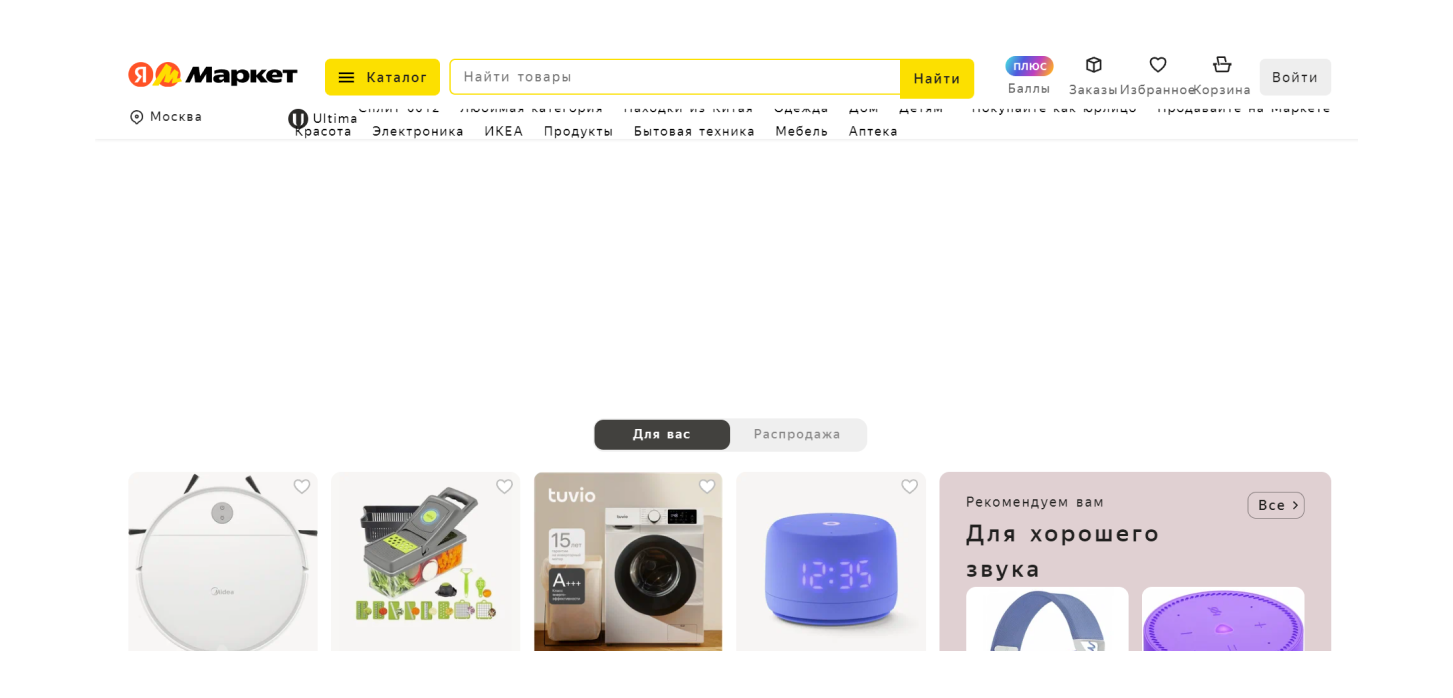 Я Маркет
Каталог
Найти товары
Найти
плюс
Баллы
Заказы
Избранное
Корзина
Войти
Москва
Ultima
Сплит 0012 Любимая категория Находки из Китая Одежда Дом Детям Покупайте как юрлицо Продавайте на Маркете
Красота Электроника ИКЕА Продукты Бытовая техника Мебель Аптека
Для вас
Распродажа
Midea
tuvio
15 лет
A+++
12:35
Рекомендуем вам
Все
Для хорошего
звука